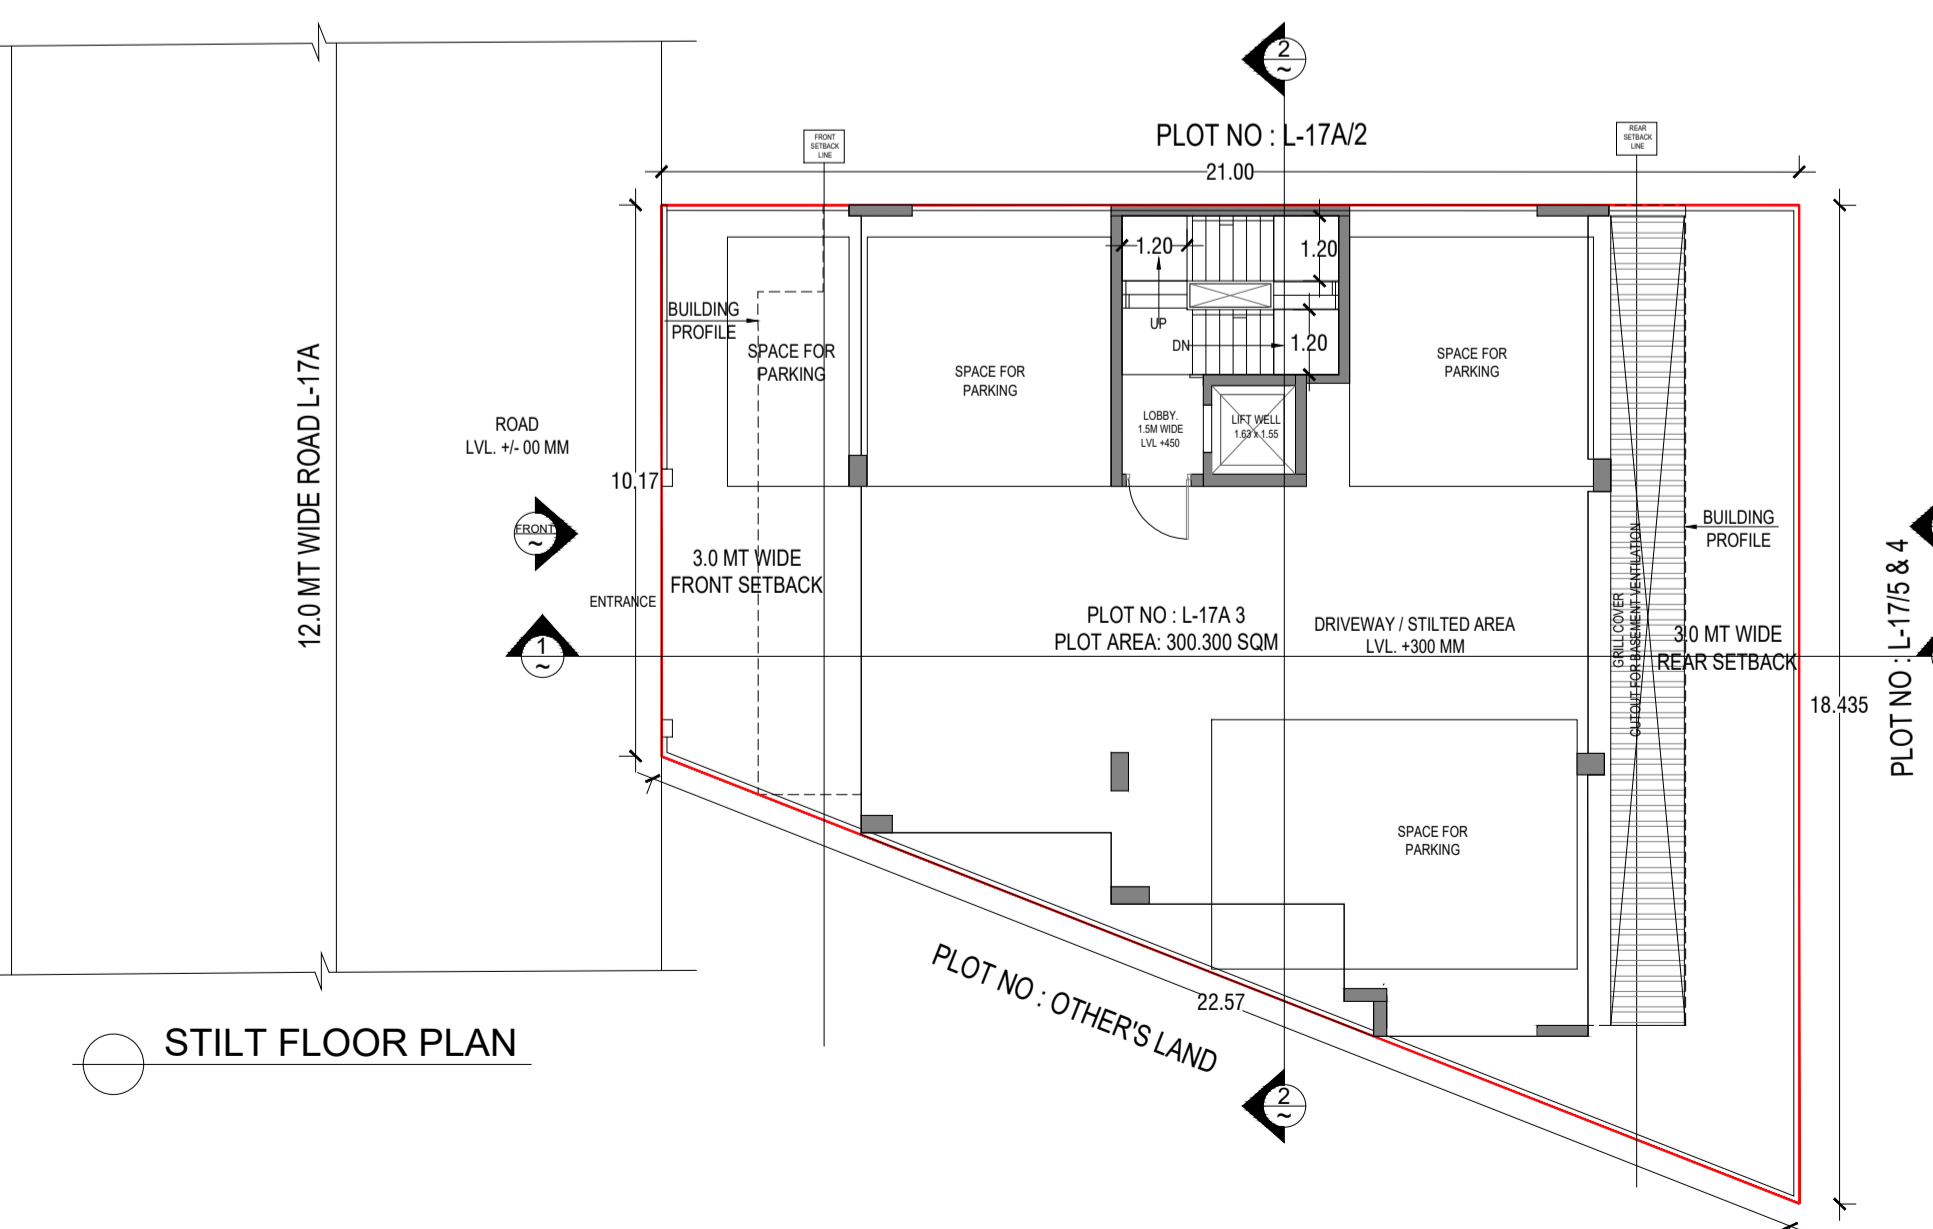 2
~
PLOT NO : L-17A/2
FRONT
SETBACK
LINE
REAR
SETBACK
LINE
21.00
1.20
1.20
BUILDING
PROFILE
UP
DN
1.20
SPACE FOR
PARKING
SPACE FOR
PARKING
SPACE FOR
PARKING
12.0 MT WIDE ROAD L-17A
ROAD
LVL. +/- 00 MM
LOBBY.
1.5M WIDE
LVL +450
LIFT WELL
1.63 x 1.55
10.17
FRONT
~
BUILDING
PROFILE
3.0 MT WIDE
FRONT SETBACK
ENTRANCE
GRILL COVER
CUTOUT FOR BASEMENT VENTILATION
PLOT NO : L-17A 3
PLOT AREA: 300.300 SQM
DRIVEWAY / STILTED AREA
LVL. +300 MM
3.0 MT WIDE
REAR SETBACK
1
~
PLOT NO : L-17/5 & 4
18.435
SPACE FOR
PARKING
PLOT NO : OTHER'S LAND
22.57
STILT FLOOR PLAN
2
~